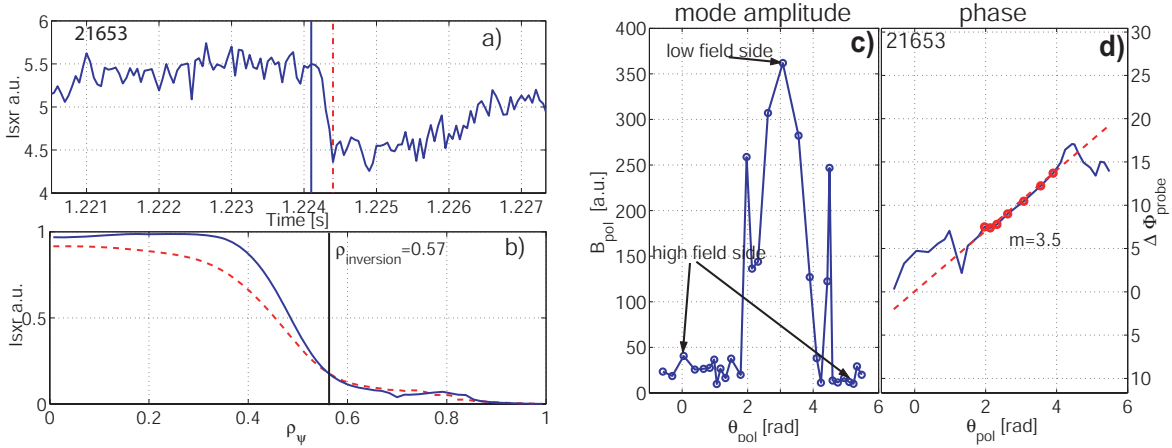 21653
a)
Isxr a.u.
6
5.5
5
4.5
4
1.221 1.222 1.223 1.224 1.225 1.226 1.227
Time [s]
b)
Isxr a.u.
ρinversion=0.57
1
0.5
0
0 0.2 0.4 0.6 0.8 1
ρψ
mode amplitude
c)
low field side
high field side
Bpol [a.u.]
400
350
300
250
200
150
100
50
0
0 2 4 6
θpol [rad]
phase
21653
d)
m=3.5
30
25
20
15
10
5
0
5
10
Δ Φprobe
0 2 4 6
θpol [rad]